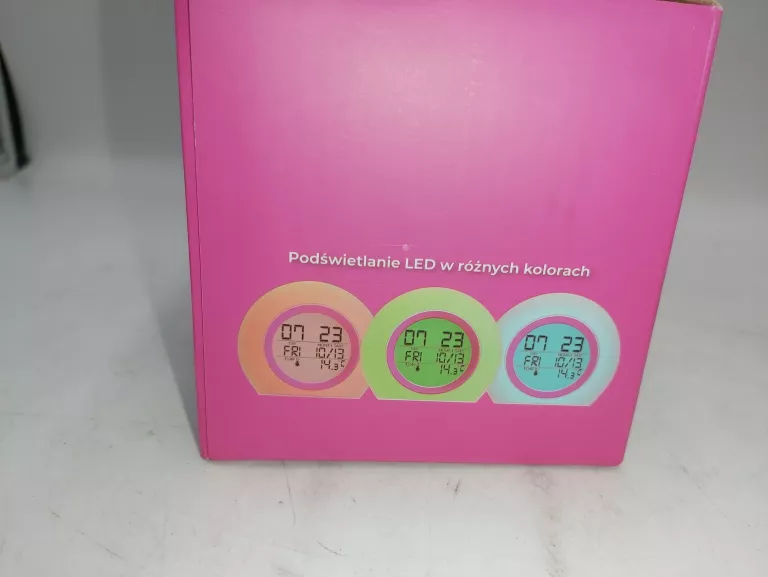 Podświetlanie LED w różnych kolorach
07 23 07 23 07 23
FRI 10/13 FRI 10/13 FRI 10/13
14.3°C 14.3°C 14.3°C